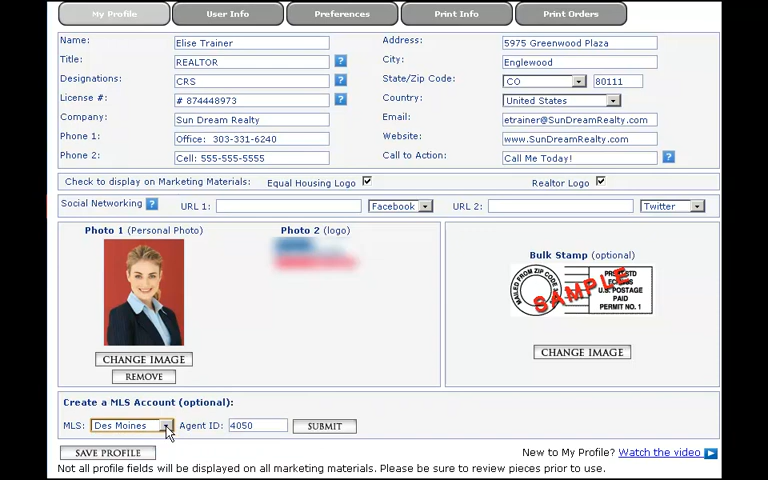 My Profile User Info Preferences Print Info Print Orders
Name: Elise Trainer Address: 5975 Greenwood Plaza
Title: REALTOR ? City: Englewood
Designations: CRS ? State/Zip Code: CO 80111
License #: # 874448973 ? Country: United States
Company: Sun Dream Realty Email: etrainer@SunDreamRealty.com
Phone 1: Office: 303-331-6240 Website: www.SunDreamRealty.com
Phone 2: Cell: 555-555-5555 Call to Action: Call Me Today! ?
Check to display on Marketing Materials: Equal Housing Logo Realtor Logo
Social Networking ? URL 1: Facebook URL 2: Twitter
Photo 1 (Personal Photo) Photo 2 (logo)
Bulk Stamp (optional)
MAILED FROM ZIP CODE
SAMPLE
U.S. POSTAGE
PAID
PERMIT NO. 1
CHANGE IMAGE
REMOVE
CHANGE IMAGE
Create a MLS Account (optional):
MLS: Des Moines Agent ID: 4050 SUBMIT
SAVE PROFILE New to My Profile? Watch the video
Not all profile fields will be displayed on all marketing materials. Please be sure to review pieces prior to use.